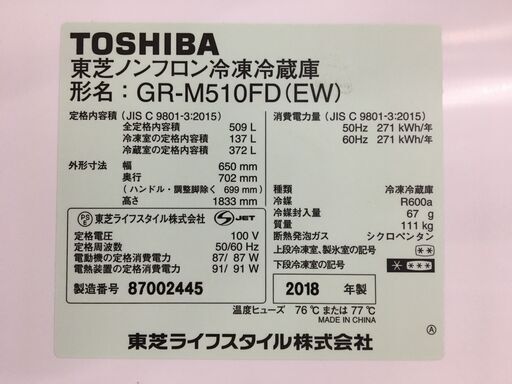 TOSHIBA
東芝ノンフロン冷凍冷蔵庫
形名：GR-M510FD(EW)
定格内容積（JIS C 9801-3:2015）
全定格内容積 509 L
冷凍室の定格内容積 137 L
冷蔵室の定格内容積 372 L
外形寸法 幅 650 mm
奥行 702 mm
（ハンドル・調整脚除く 699 mm）
高さ 1833 mm
消費電力量（JIS C 9801-3:2015）
50Hz 271 kWh/年
60Hz 271 kWh/年
種類 冷凍冷蔵庫
冷媒 R600a
冷媒封入量 67 g
質量 111 kg
断熱発泡ガス シクロペンタン
上段冷凍室、製氷室の記号 **
下段冷凍室の記号 * ***
PS E 東芝ライフスタイル株式会社 S JET
定格電圧 100 V
定格周波数 50/60 Hz
電動機の定格消費電力 87/ 87 W
電熱装置の定格消費電力 91/ 91 W
製造番号 87002445
2018 年製
温度ヒューズ 76℃ または 77℃
MADE IN CHINA
東芝ライフスタイル株式会社
Ⓐ